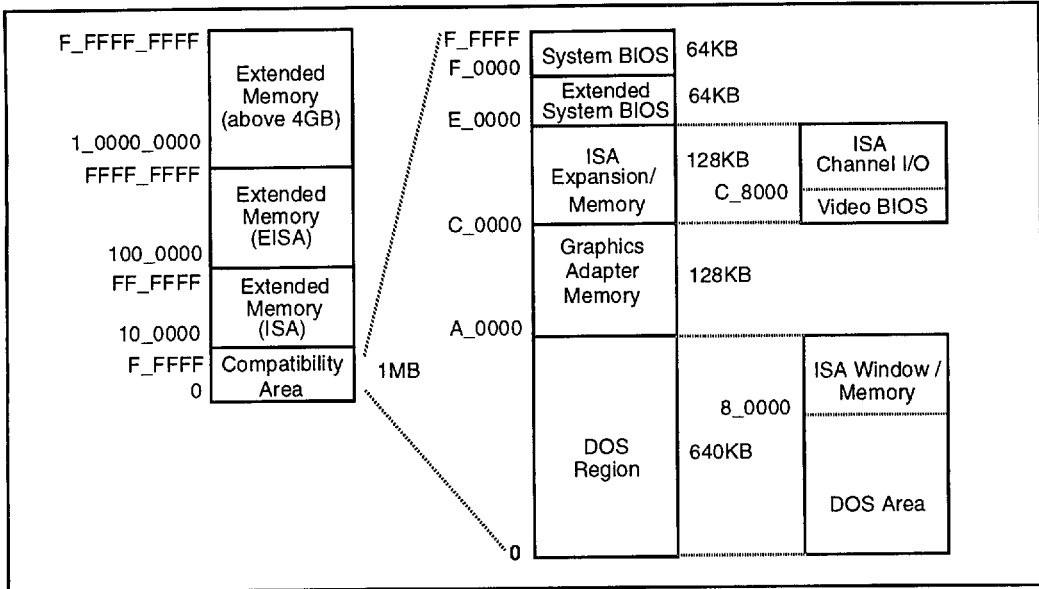 F_FFFF_FFFF
Extended
Memory
(above 4GB)
1_0000_0000
FFFF_FFFF
Extended
Memory
(EISA)
100_0000
FF_FFFF
Extended
Memory
(ISA)
10_0000
F_FFFF
Compatibility
Area
0
1MB
F_FFFF
System BIOS
64KB
F_0000
Extended
System BIOS
64KB
E_0000
ISA
Expansion/
Memory
128KB
C_8000
ISA
Channel I/O
Video BIOS
C_0000
Graphics
Adapter
Memory
128KB
A_0000
DOS
Region
640KB
0
ISA Window /
Memory
8_0000
DOS Area